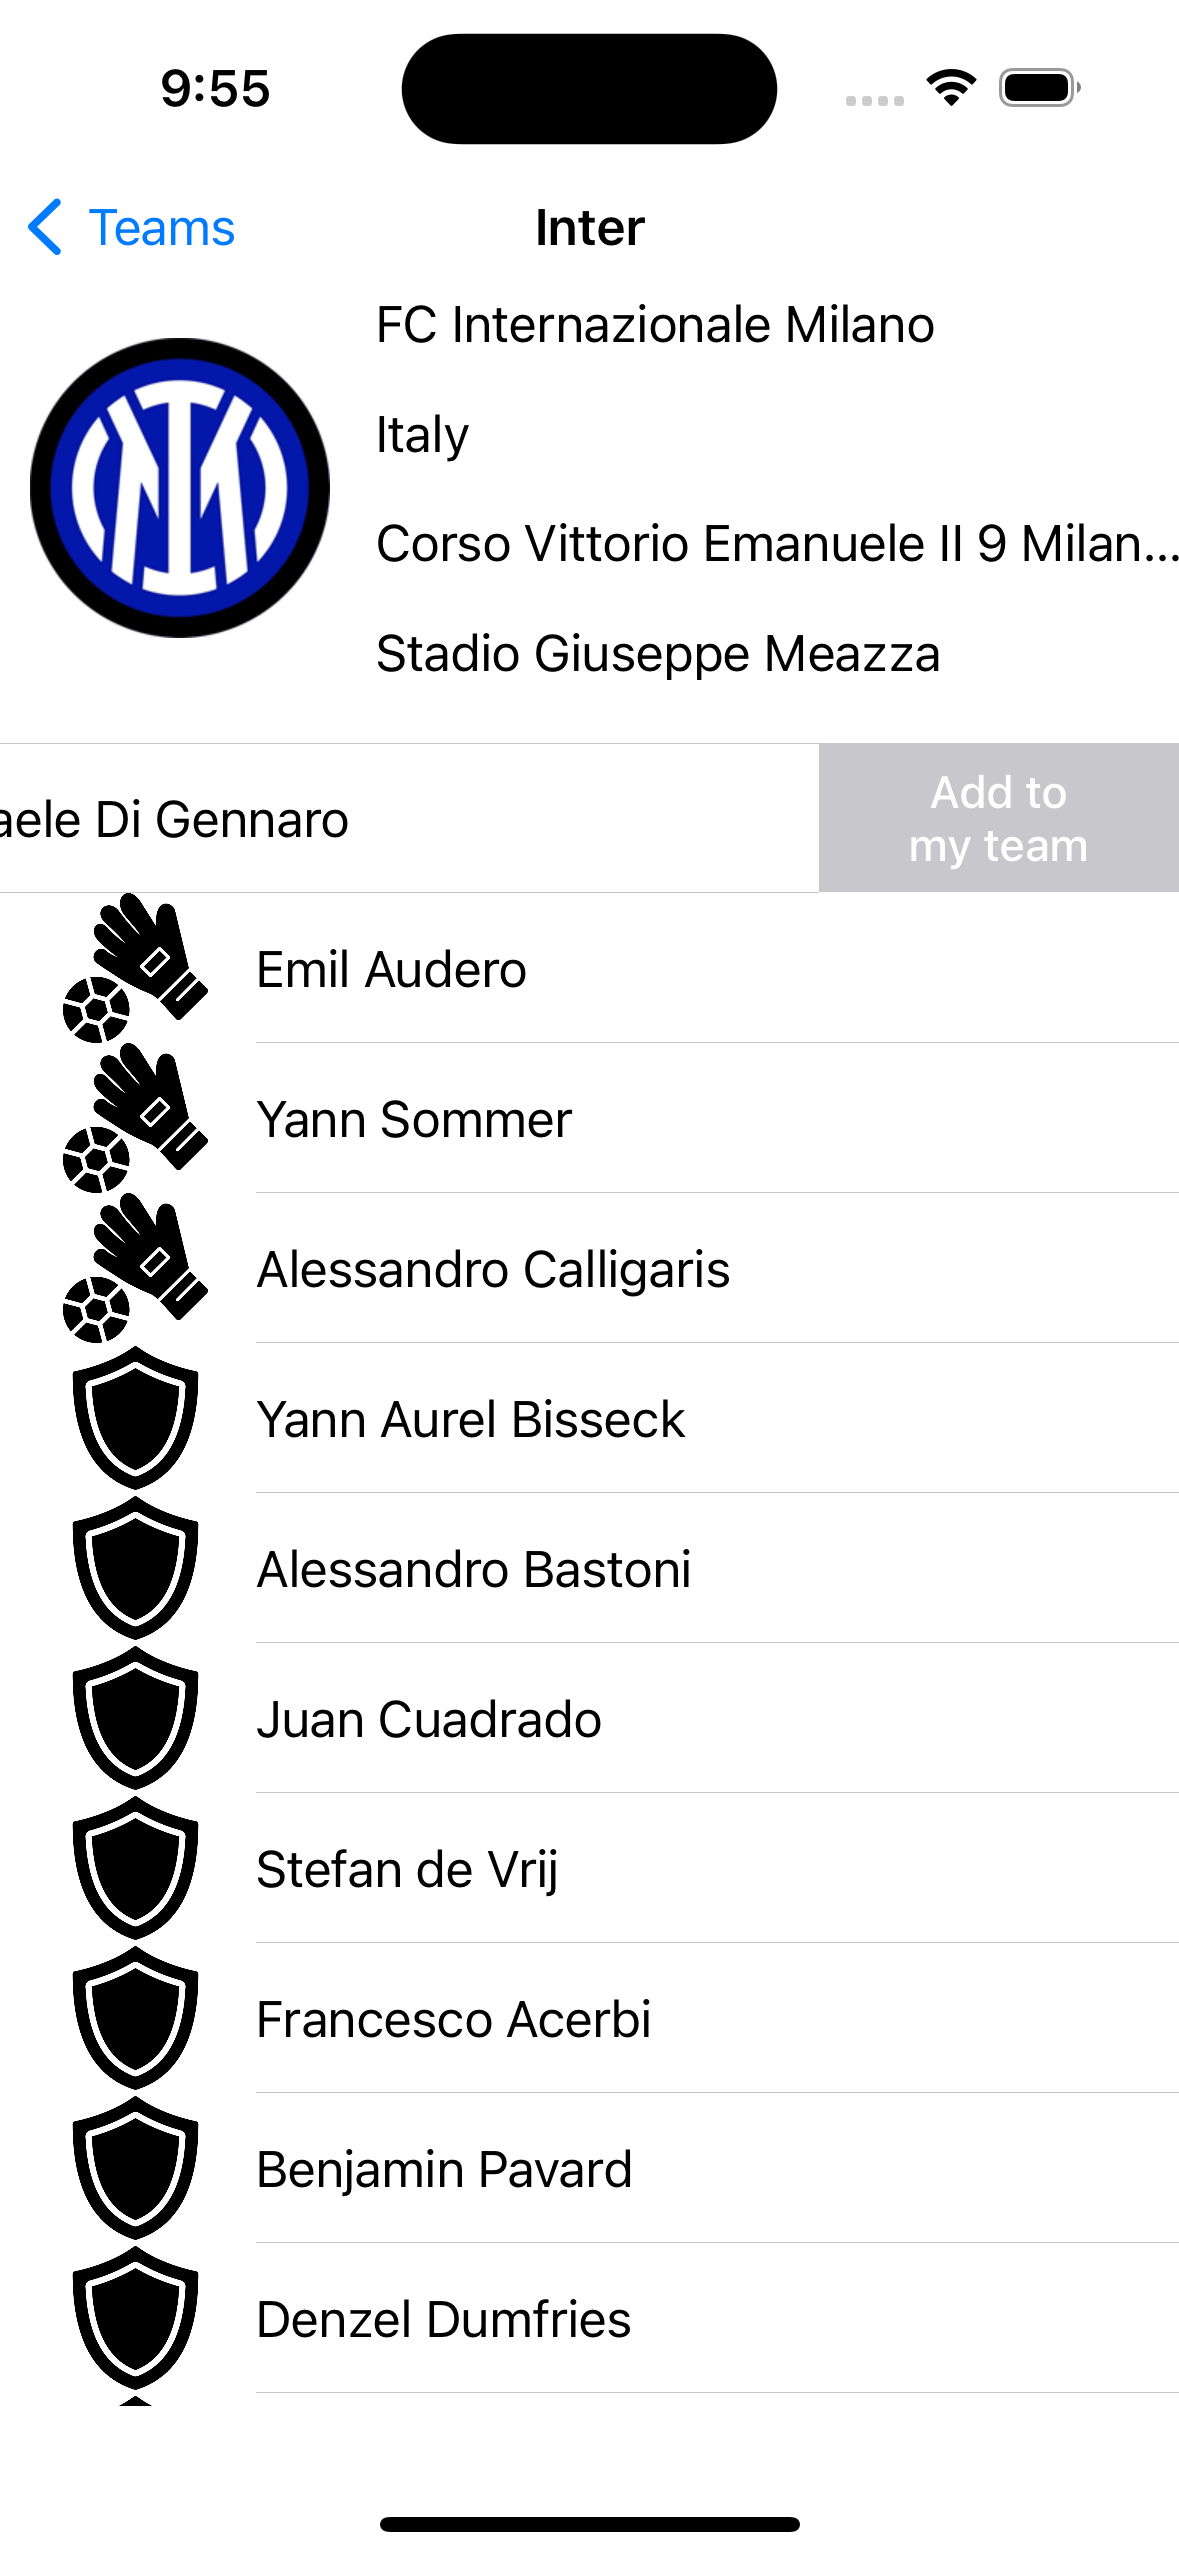 9:55
Teams
Inter
FC Internazionale Milano
Italy
Corso Vittorio Emanuele II 9 Milan...
Stadio Giuseppe Meazza
aele Di Gennaro
Add to
my team
Emil Audero
Yann Sommer
Alessandro Calligaris
Yann Aurel Bisseck
Alessandro Bastoni
Juan Cuadrado
Stefan de Vrij
Francesco Acerbi
Benjamin Pavard
Denzel Dumfries